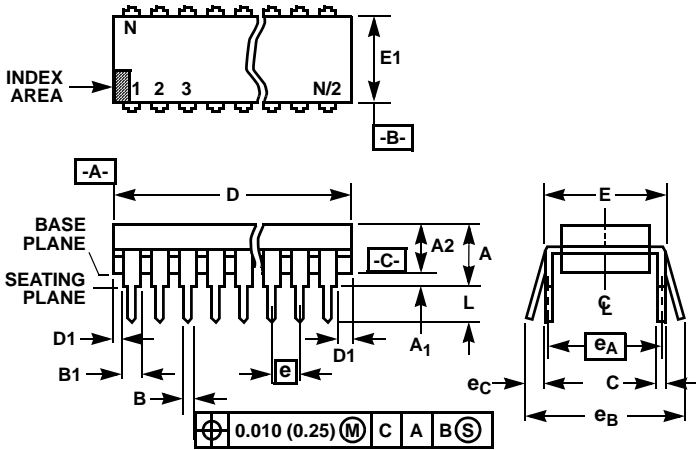 N
E1
INDEX
AREA
1 2 3 N/2
-B-
-A-
D
E
BASE
PLANE
A2
A
-C-
SEATING
PLANE
L
D1
A1
D1
B1
e
eA
eC
C
B
eB
0.010 (0.25) M C A B S